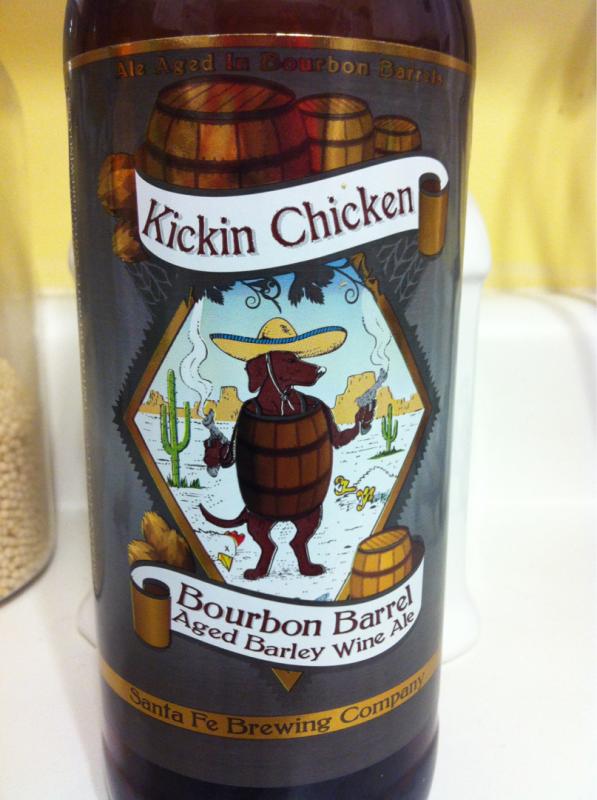 Ale Aged In Bourbon Barrels
Kickin Chicken
Bourbon Barrel
Aged Barley Wine Ale
Santa Fe Brewing Company